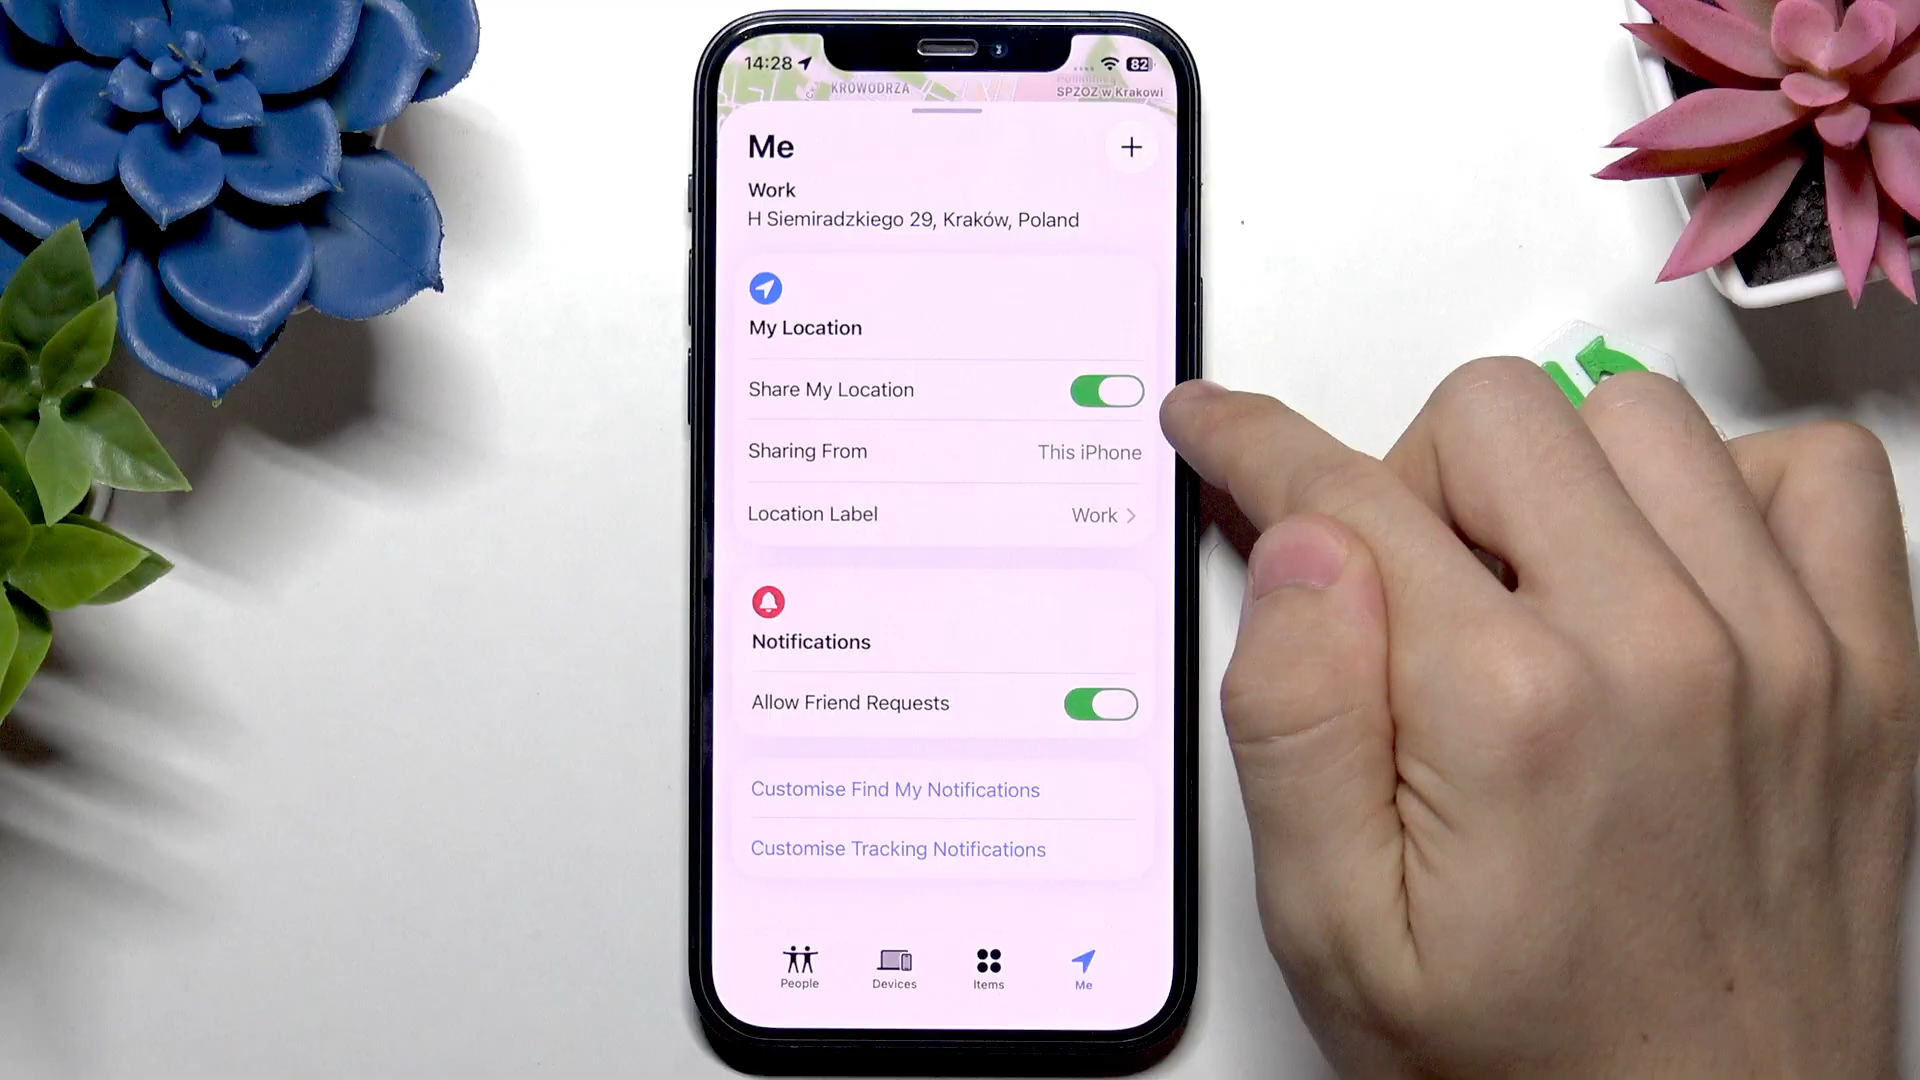 14:28
82
KROWODRZA
SPZOZ w Krakowi
Me
Work
H Siemiradzkiego 29, Kraków, Poland
My Location
Share My Location
Sharing From
This iPhone
Location Label
Work
Notifications
Allow Friend Requests
Customise Find My Notifications
Customise Tracking Notifications
People
Devices
Items
Me